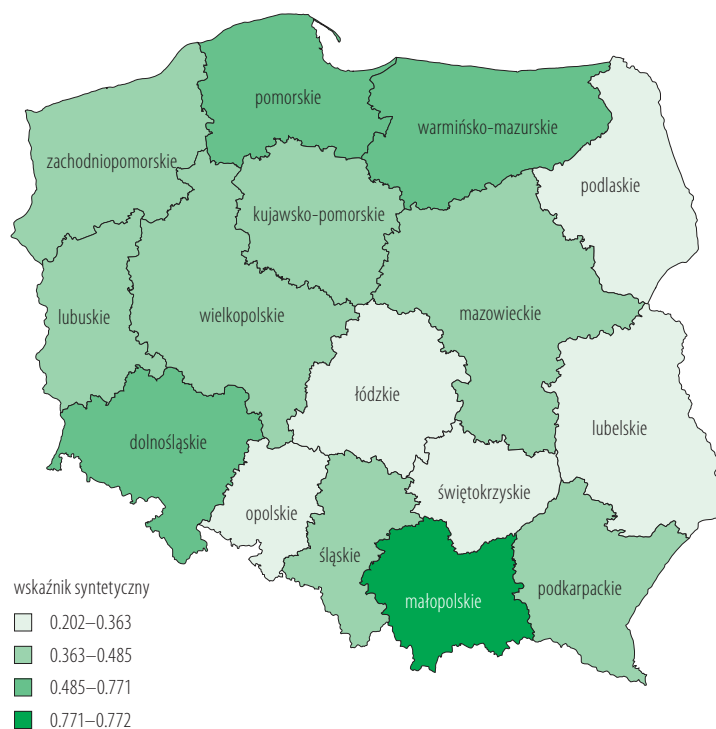 pomorskie
warmińsko-mazurskie
zachodniopomorskie
podlaskie
kujawsko-pomorskie
lubuskie
wielkopolskie
mazowieckie
łódzkie
dolnośląskie
lubelskie
opolskie
świętokrzyskie
śląskie
małopolskie
podkarpackie
wskaźnik syntetyczny
0.202–0.363
0.363–0.485
0.485–0.771
0.771–0.772